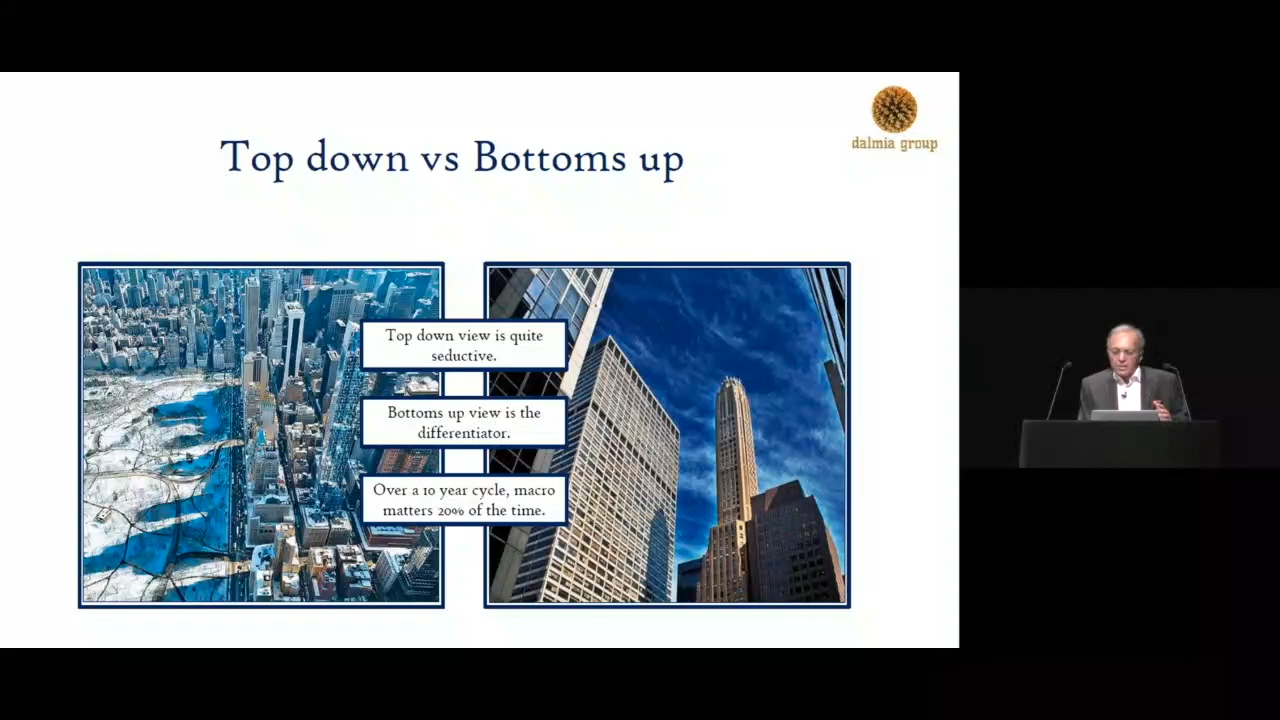 dalmia group
Top down vs Bottoms up
Top down view is quite
seductive.
Bottoms up view is the
differentiator.
Over a 10 year cycle, macro
matters 20% of the time.